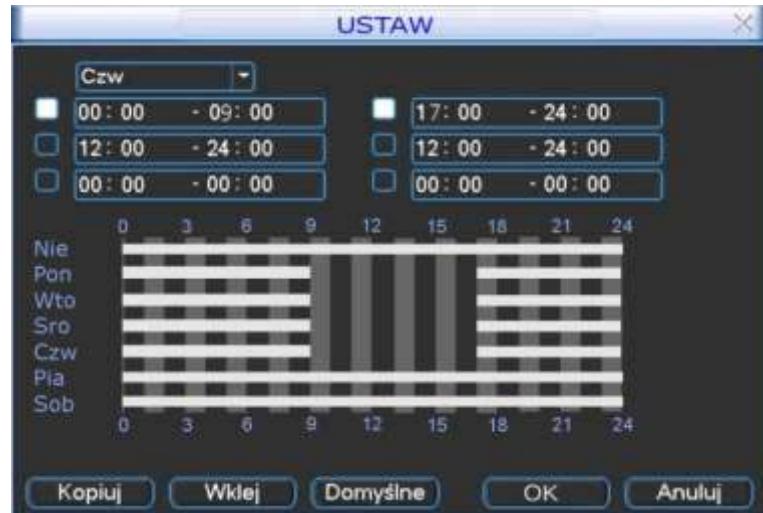 USTAW
Czw
00: 00 - 09: 00 17: 00 - 24: 00
12: 00 - 24: 00 12: 00 - 24: 00
00: 00 - 00: 00 00: 00 - 00: 00
0 3 6 9 12 15 18 21 24
Nie
Pon
Wto
Sro
Czw
Pia
Sob
0 3 6 9 12 15 18 21 24
Kopiuj Wklej Domyślne OK Anuluj